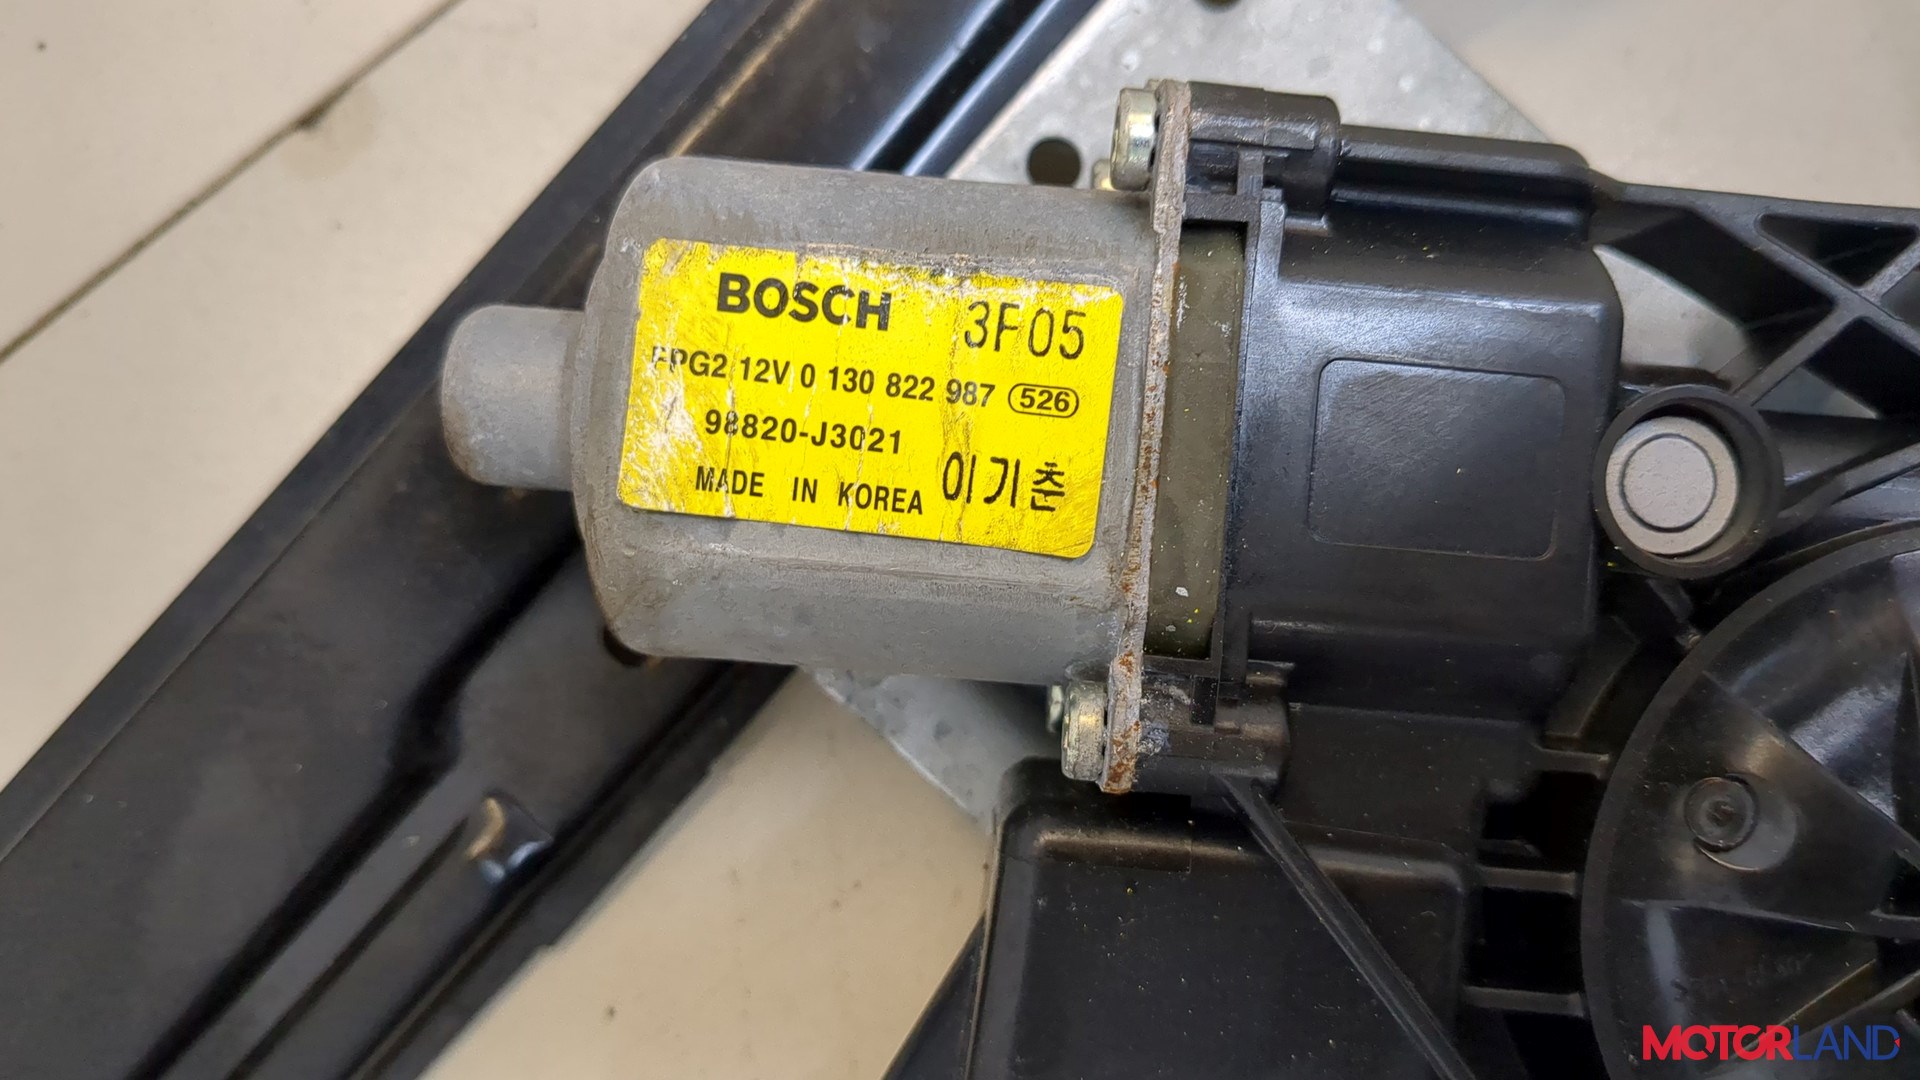 BOSCH 3F05
FPG2 12V 0 130 822 987 526
98820-J3021
MADE IN KOREA 이기춘
MOTORLAND